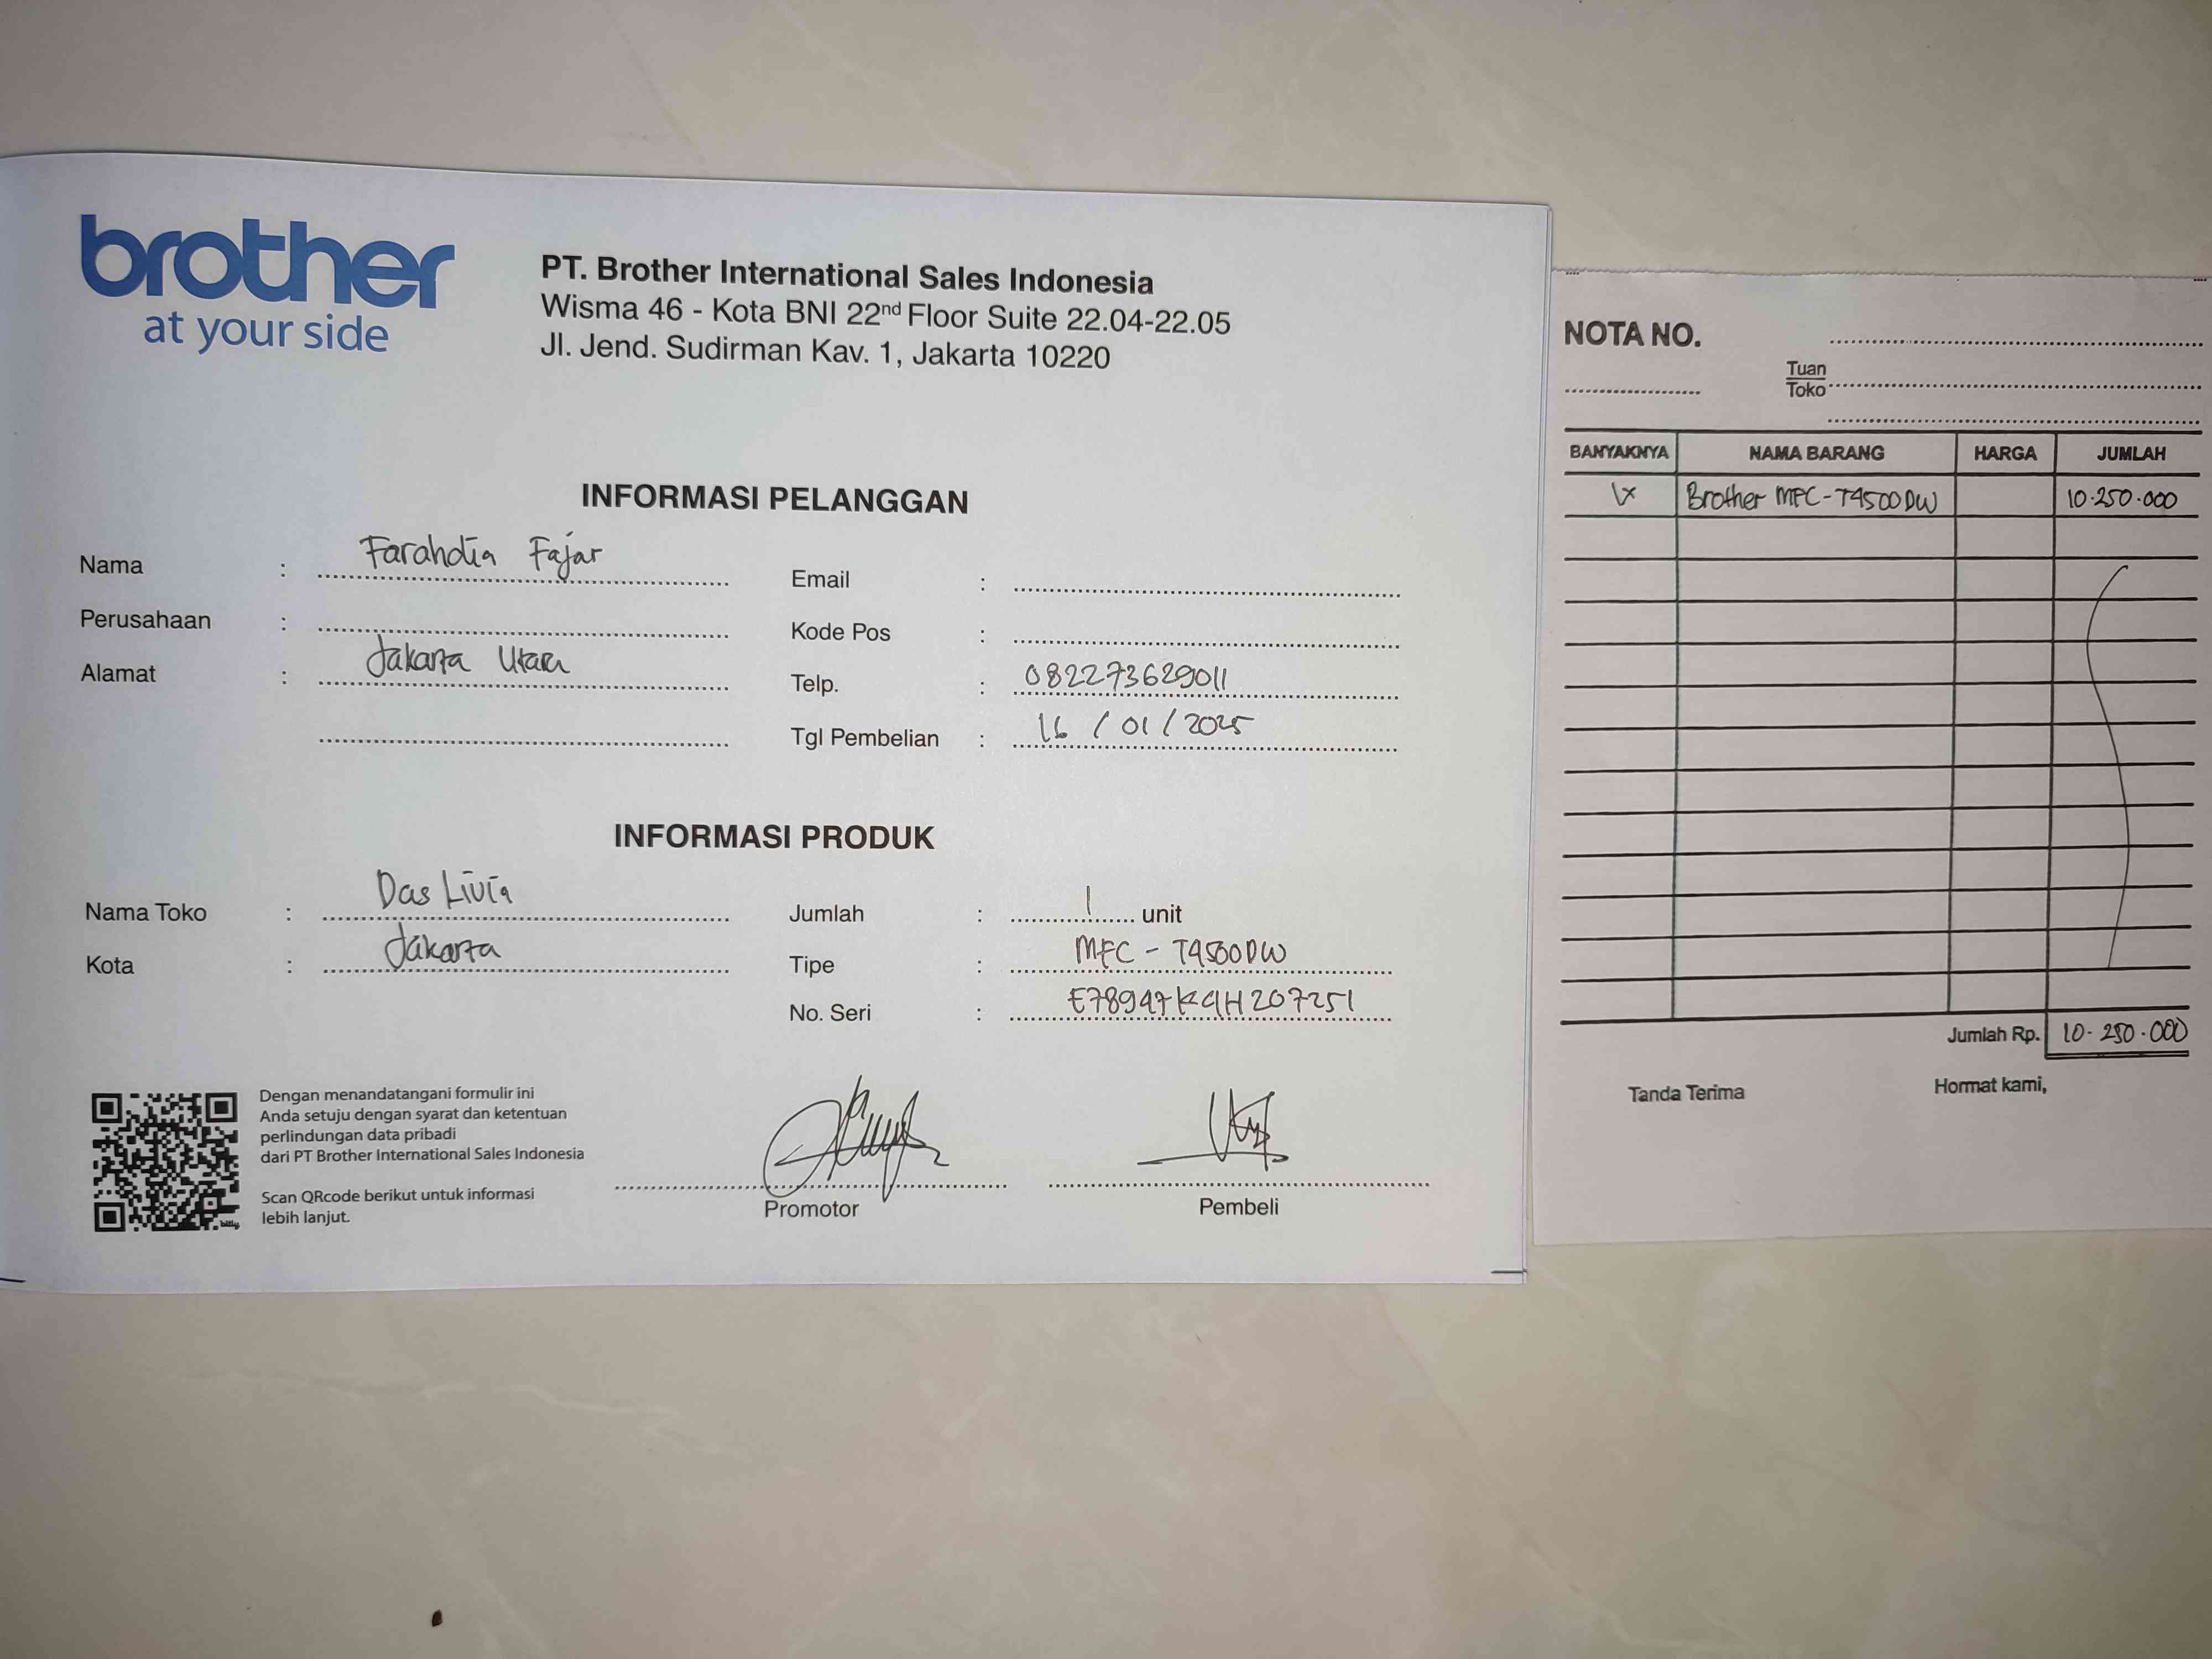 brother
at your side
PT. Brother International Sales Indonesia
Wisma 46 - Kota BNI 22nd Floor Suite 22.04-22.05
Jl. Jend. Sudirman Kav. 1, Jakarta 10220
INFORMASI PELANGGAN
Nama : Farahdia Fajar
Perusahaan :
Alamat : Jakarta Utara
Email :
Kode Pos :
Telp. : 082273629011
Tgl Pembelian : 16 / 01 / 2025
INFORMASI PRODUK
Nama Toko : Das Livia
Kota : Jakarta
Jumlah : 1 unit
Tipe : MFC - T4500DW
No. Seri : E78947K9H207251
Dengan menandatangani formulir ini
Anda setuju dengan syarat dan ketentuan
perlindungan data pribadi
dari PT Brother International Sales Indonesia
Scan QRcode berikut untuk informasi
lebih lanjut.
bitly
Promotor
Pembeli
NOTA NO.
Tuan
Toko
BANYAKNYA NAMA BARANG HARGA JUMLAH
1x Brother MFC-T4500DW 10.250.000
Jumlah Rp. 10.250.000
Tanda Terima
Hormat kami,